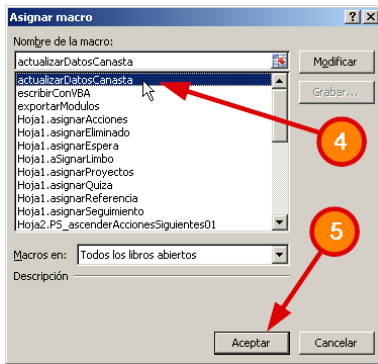 Asignar macro
Nombre de la macro:
actualizarDatosCanasta
Modificar
actualizarDatosCanasta
escribirConVBA
Grabar...
exportarModulos
Hoja1.asignarAcciones
Hoja1.asignarEliminado
4
Hoja1.asignarEspera
Hoja1.aSignarLimbo
Hoja1.asignarProyectos
Hoja1.asignarQuiza
Hoja1.asignarReferencia
Hoja1.asignarSeguimiento
Hoja2.PS_ascenderAccionesSiguientes01
5
Macros en: Todos los libros abiertos
Descripción
Aceptar
Cancelar